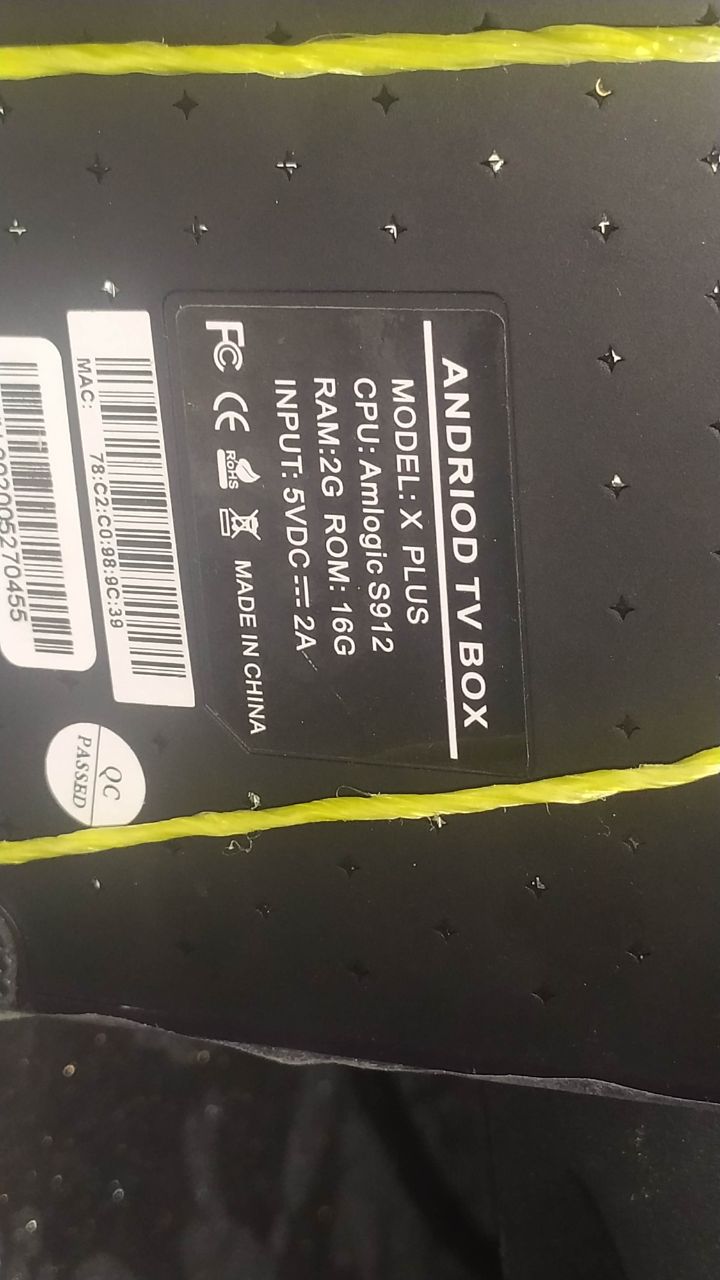 ANDRIOD TV BOX
MODEL: X PLUS
CPU: Amlogic S912
RAM:2G ROM: 16G
INPUT: 5VDC⎓2A
FC CE RoHS MADE IN CHINA
MAC: 78:C2:C0:98:9C:39
2005270455
QC
PASSED